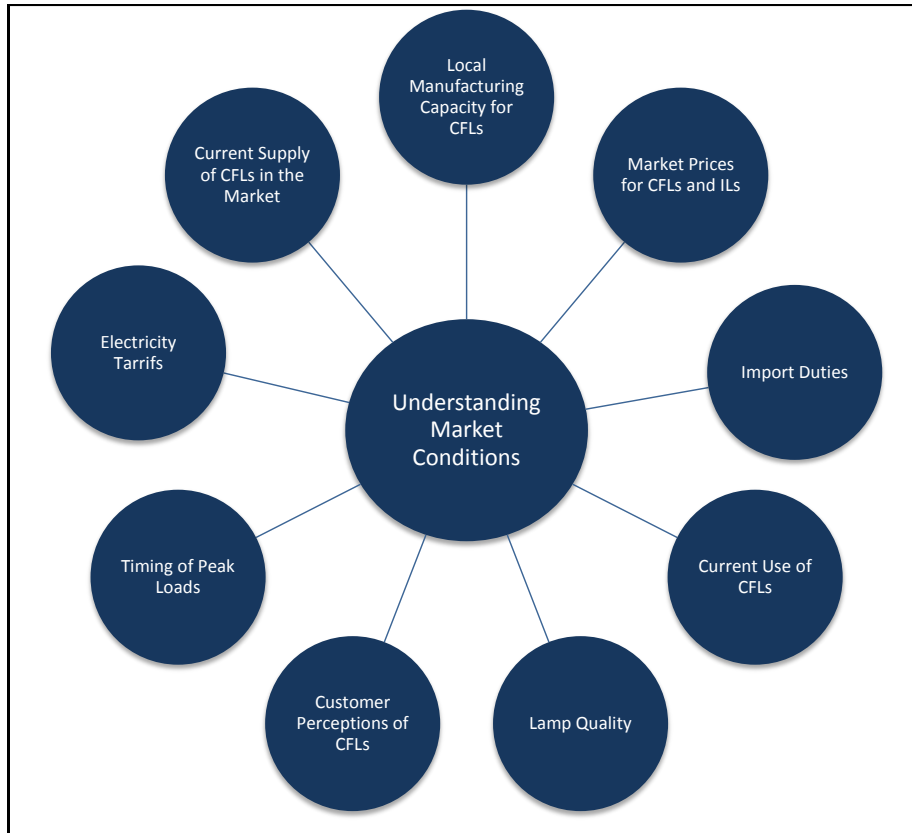 Local
Manufacturing
Capacity for
CFLs
Market Prices
for CFLs and ILs
Import Duties
Current Use of
CFLs
Lamp Quality
Customer
Perceptions of
CFLs
Timing of Peak
Loads
Electricity
Tarrifs
Current Supply
of CFLs in the
Market
Understanding
Market
Conditions